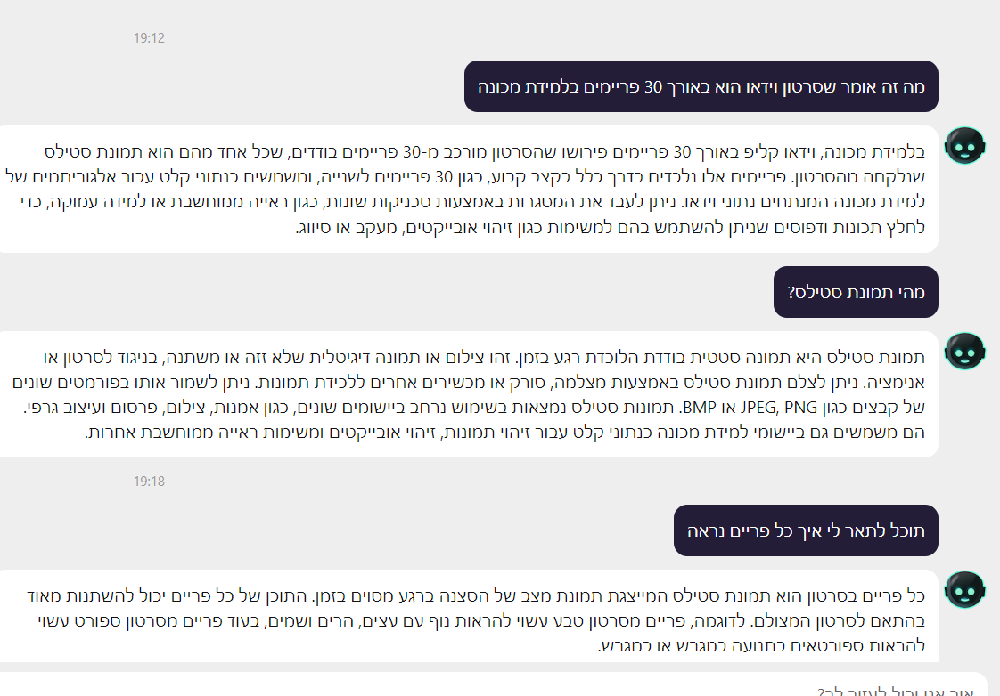 19:12
מה זה אומר שסרטון וידאו הוא באורך 30 פריימים בלמידת מכונה
בלמידת מכונה, וידאו קליפ באורך 30 פריימים פירושו שהסרטון מורכב מ-30 פריימים בודדים, שכל אחד מהם הוא תמונת סטילס
שנלקחה מהסרטון. פריימים אלו נלכדים בדרך כלל בקצב קבוע, כגון 30 פריימים לשנייה, ומשמשים כנתוני קלט עבור אלגוריתמים של
למידת מכונה המנתחים נתוני וידאו. ניתן לעבד את המסגרות באמצעות טכניקות שונות, כגון ראייה ממוחשבת או למידה עמוקה, כדי
לחלץ תכונות ודפוסים שניתן להשתמש בהם למשימות כגון זיהוי אובייקטים, מעקב או סיווג.
מהי תמונת סטילס?
תמונת סטילס היא תמונה סטטית בודדת הלוכדת רגע בזמן. זהו צילום או תמונה דיגיטלית שלא זזה או משתנה, בניגוד לסרטון או
אנימציה. ניתן לצלם תמונת סטילס באמצעות מצלמה, סורק או מכשירים אחרים ללכידת תמונות. ניתן לשמור אותו בפורמטים שונים
של קבצים כגון JPEG, PNG או BMP. תמונות סטילס נמצאות בשימוש נרחב ביישומים שונים, כגון אמנות, צילום, פרסום ועיצוב גרפי.
הם משמשים גם ביישומי למידת מכונה כנתוני קלט עבור זיהוי תמונות, זיהוי אובייקטים ומשימות ראייה ממוחשבת אחרות.
19:18
תוכל לתאר לי איך כל פריים נראה
כל פריים בסרטון הוא תמונת סטילס המייצגת תמונת מצב של הסצנה ברגע מסוים בזמן. התוכן של כל פריים יכול להשתנות מאוד
בהתאם לסרטון המצולם. לדוגמה, פריים מסרטון טבע עשוי להראות נוף עם עצים, הרים ושמים, בעוד פריים מסרטון ספורט עשוי
להראות ספורטאים בתנועה במגרש או במגרש.
איך אני יכול לעזור לך?